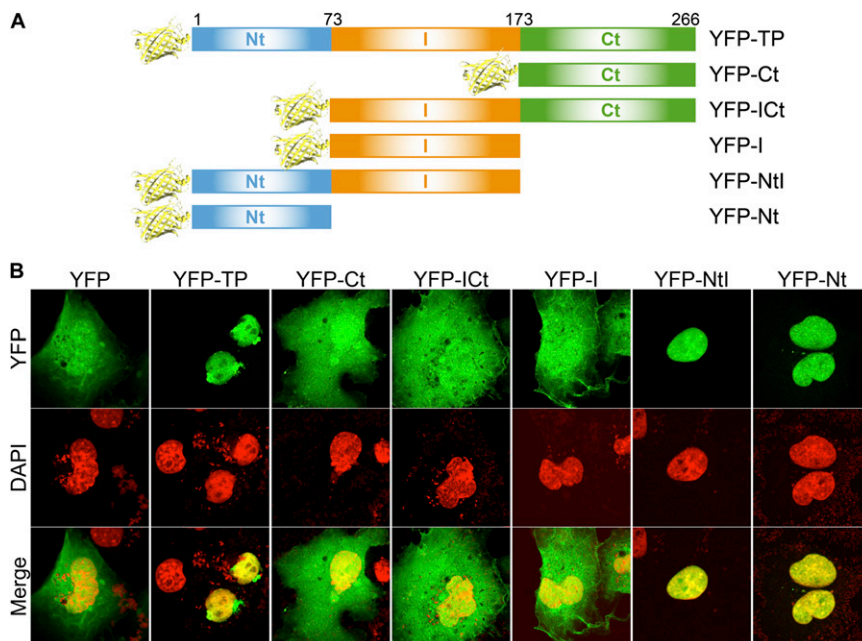 A
1 73 173 266
Nt I Ct YFP-TP
Ct YFP-Ct
I Ct YFP-ICt
I YFP-I
Nt I YFP-NtI
Nt YFP-Nt
B
YFP YFP-TP YFP-Ct YFP-ICt YFP-I YFP-NtI YFP-Nt
YFP
DAPI
Merge